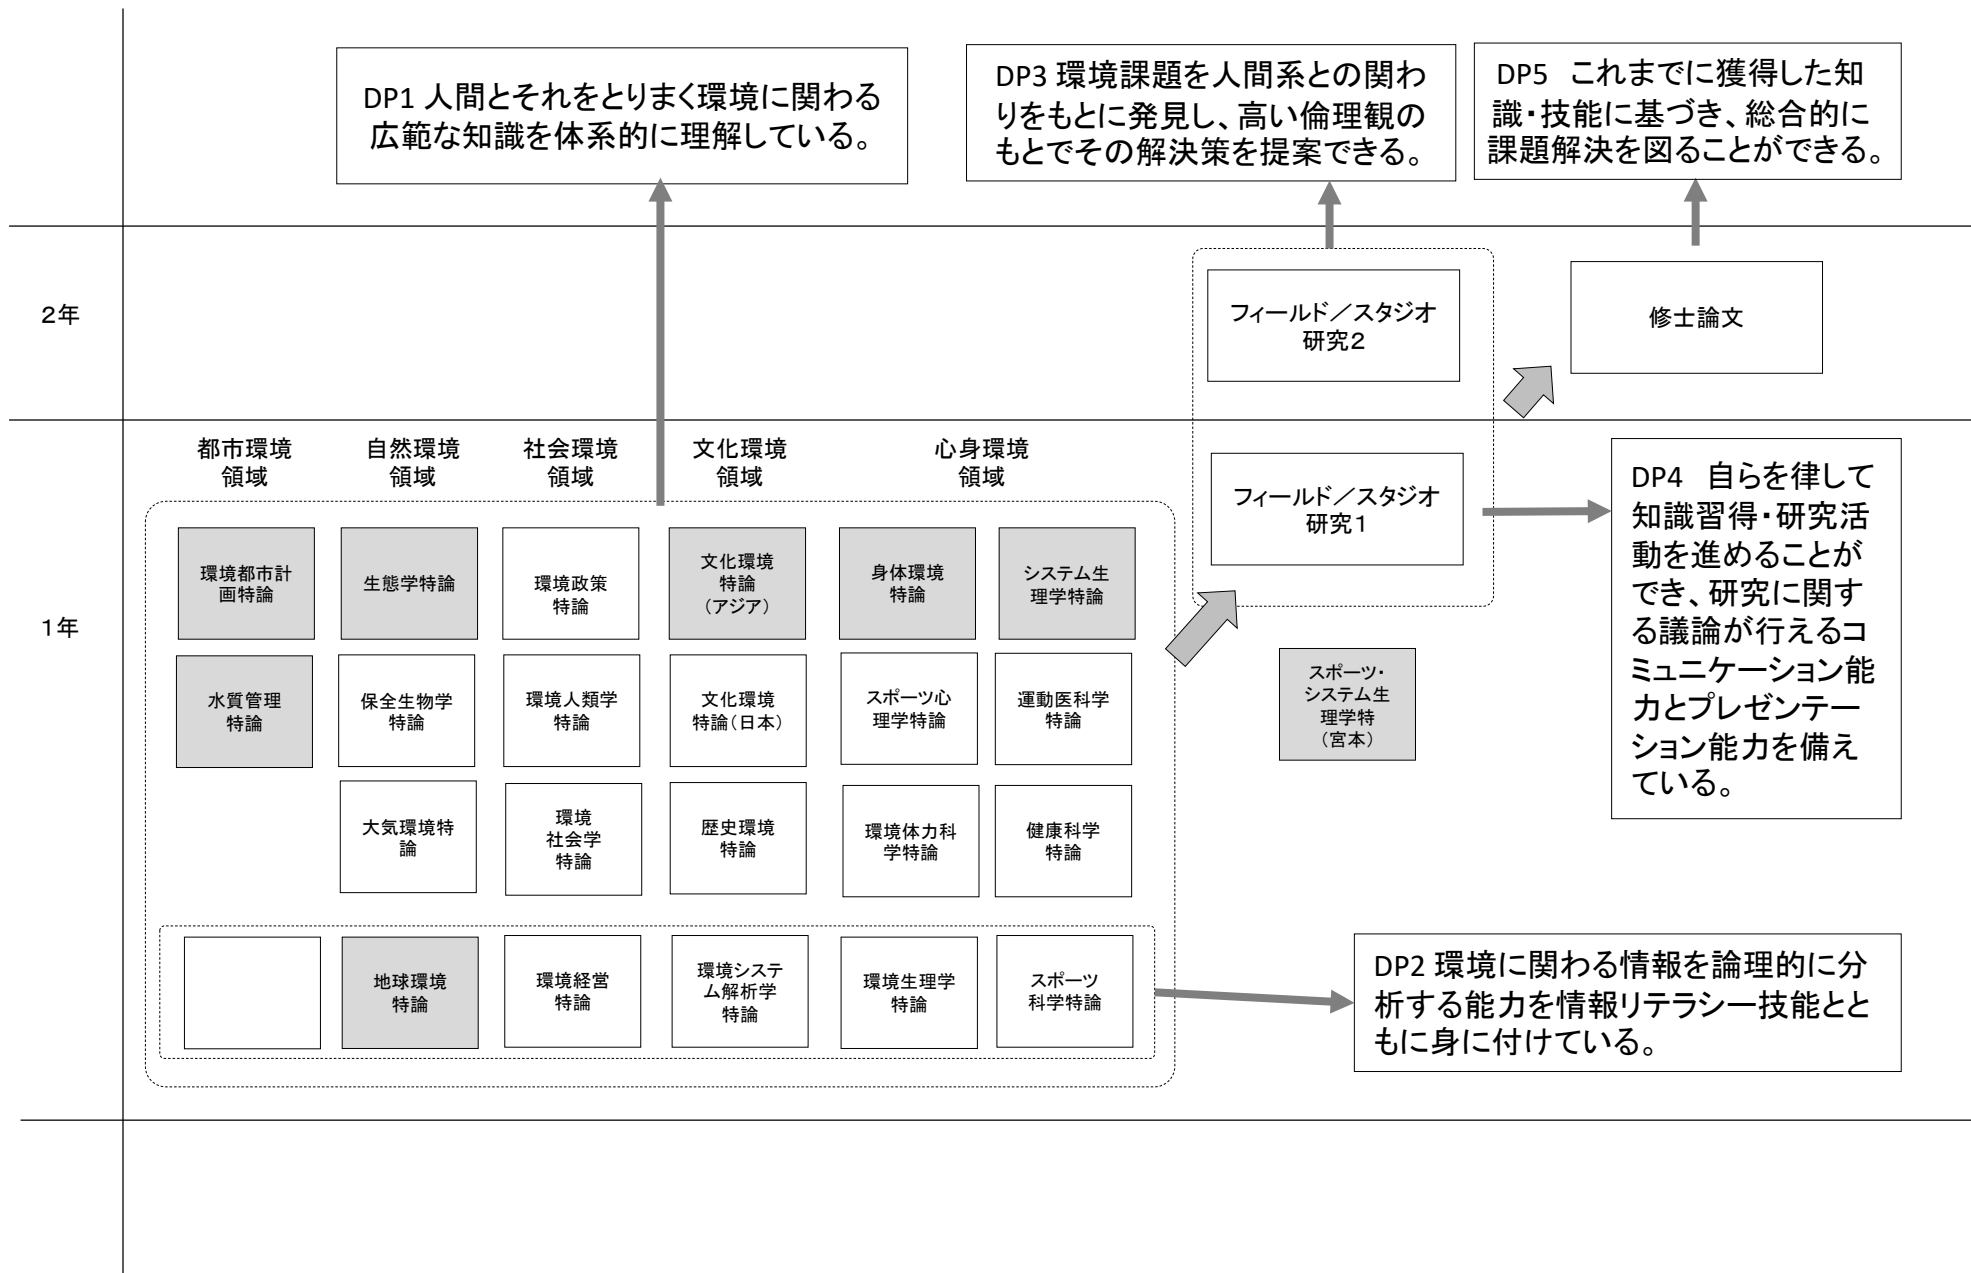 DP1 人間とそれをとりまく環境に関わる
広範な知識を体系的に理解している。
DP3 環境課題を人間系との関わ
りをもとに発見し、高い倫理観の
もとでその解決策を提案できる。
DP5　これまでに獲得した知
識・技能に基づき、総合的に
課題解決を図ることができる。
2年
フィールド／スタジオ
研究2
修士論文
1年
都市環境
領域
自然環境
領域
社会環境
領域
文化環境
領域
心身環境
領域
フィールド／スタジオ
研究1
DP4　自らを律して
知識習得・研究活
動を進めることが
でき、研究に関す
る議論が行えるコ
ミュニケーション能
力とプレゼンテー
ション能力を備え
ている。
環境都市計
画特論
生態学特論
環境政策
特論
文化環境
特論
（アジア）
身体環境
特論
システム生
理学特論
水質管理
特論
保全生物学
特論
環境人類学
特論
文化環境
特論（日本）
スポーツ心
理学特論
運動医科学
特論
スポーツ・
システム生
理学特
（宮本）
大気環境特
論
環境
社会学
特論
歴史環境
特論
環境体力科
学特論
健康科学
特論
地球環境
特論
環境経営
特論
環境システ
ム解析学
特論
環境生理学
特論
スポーツ
科学特論
DP2 環境に関わる情報を論理的に分
析する能力を情報リテラシー技能とと
もに身に付けている。